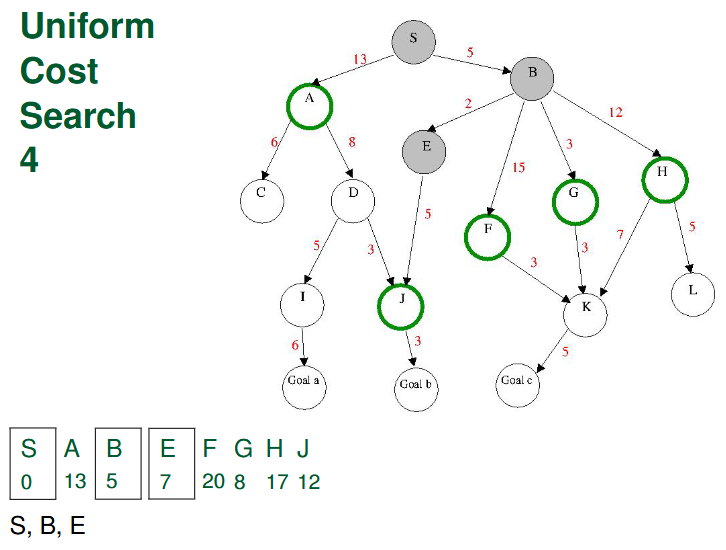 Uniform
Cost
Search
4
S
13
5
B
A
2
12
6
8
E
3
15
H
C
D
G
5
F
5
3
3
7
5
3
I
J
K
L
6
3
5
Goal a
Goal b
Goal c
S A B E F G H J
0 13 5 7 20 8 17 12
S, B, E